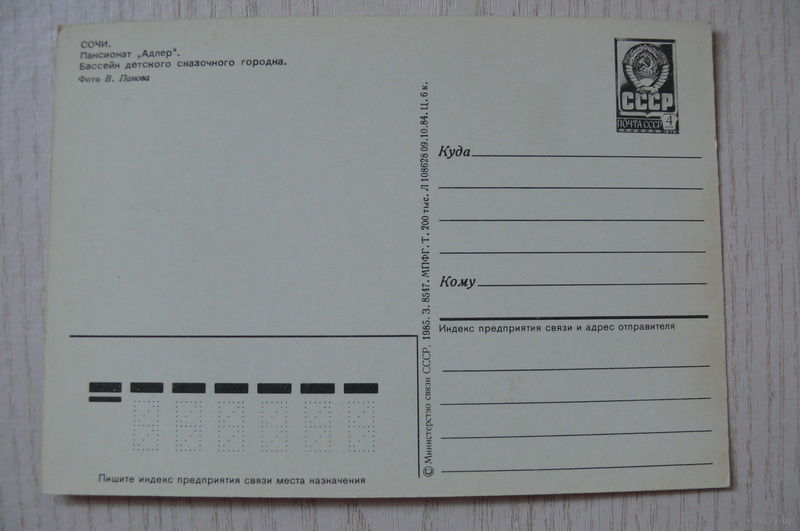 СОЧИ.
Пансионат „Адлер“.
Бассейн детского сказочного городка.
Фото В. Панова
СССР
ПОЧТА СССР 4
Куда
Кому
Индекс предприятия связи и адрес отправителя
© Министерство связи СССР. 1985. З. 8547. МПФГ. Т. 200 тыс. Л 108628 09.10.84. Ц. 6 к.
Пишите индекс предприятия связи места назначения